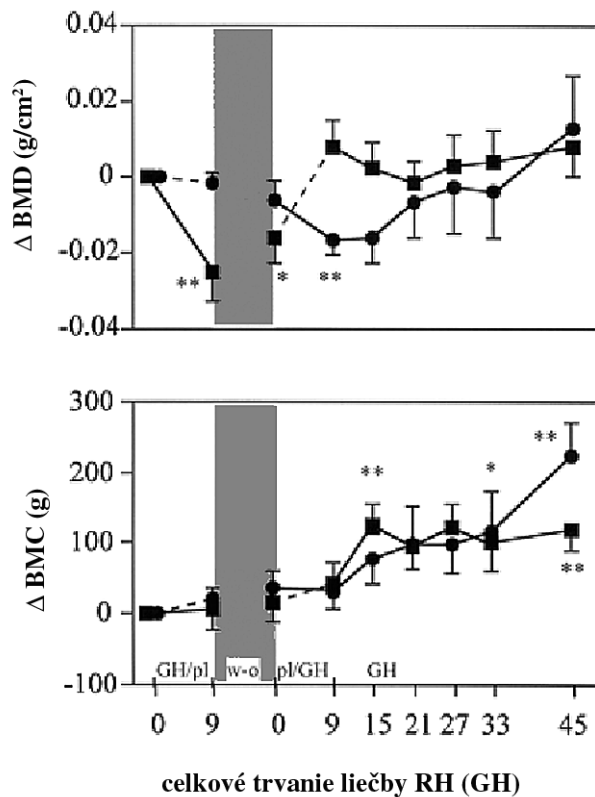 0.04
0.02
0
-0.02
-0.04
Δ BMD (g/cm²)
**
*
**
300
200
100
0
-100
Δ BMC (g)
**
*
**
**
GH/pl
w-o
pl/GH
GH
0 9 0 9 15 21 27 33 45
celkové trvanie liečby RH (GH)